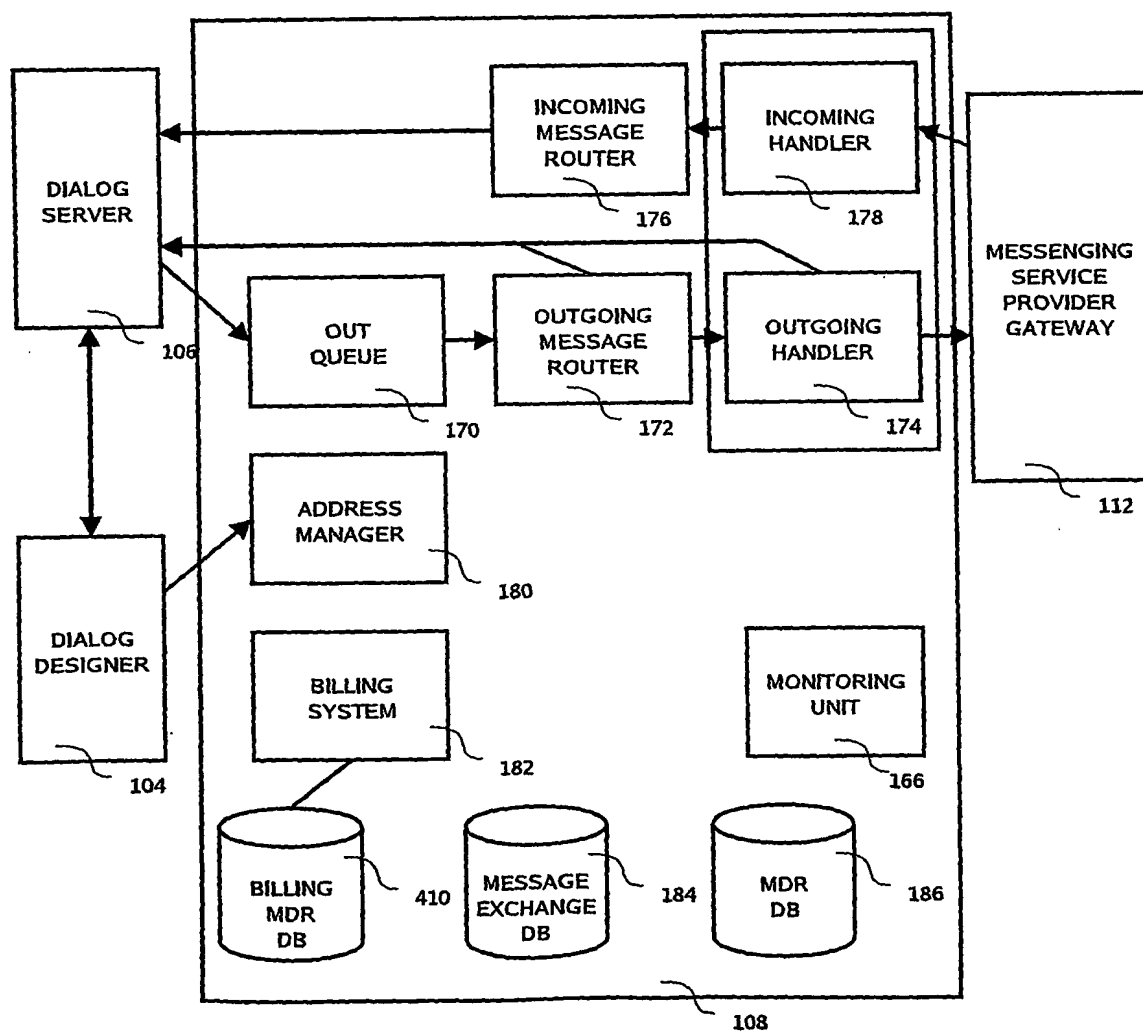 DIALOG
SERVER
106
INCOMING
MESSAGE
ROUTER
176
INCOMING
HANDLER
178
MESSENGING
SERVICE
PROVIDER
GATEWAY
112
OUT
QUEUE
170
OUTGOING
MESSAGE
ROUTER
172
OUTGOING
HANDLER
174
ADDRESS
MANAGER
180
DIALOG
DESIGNER
104
BILLING
SYSTEM
182
MONITORING
UNIT
166
BILLING
MDR
DB
410
MESSAGE
EXCHANGE
DB
184
MDR
DB
186
108